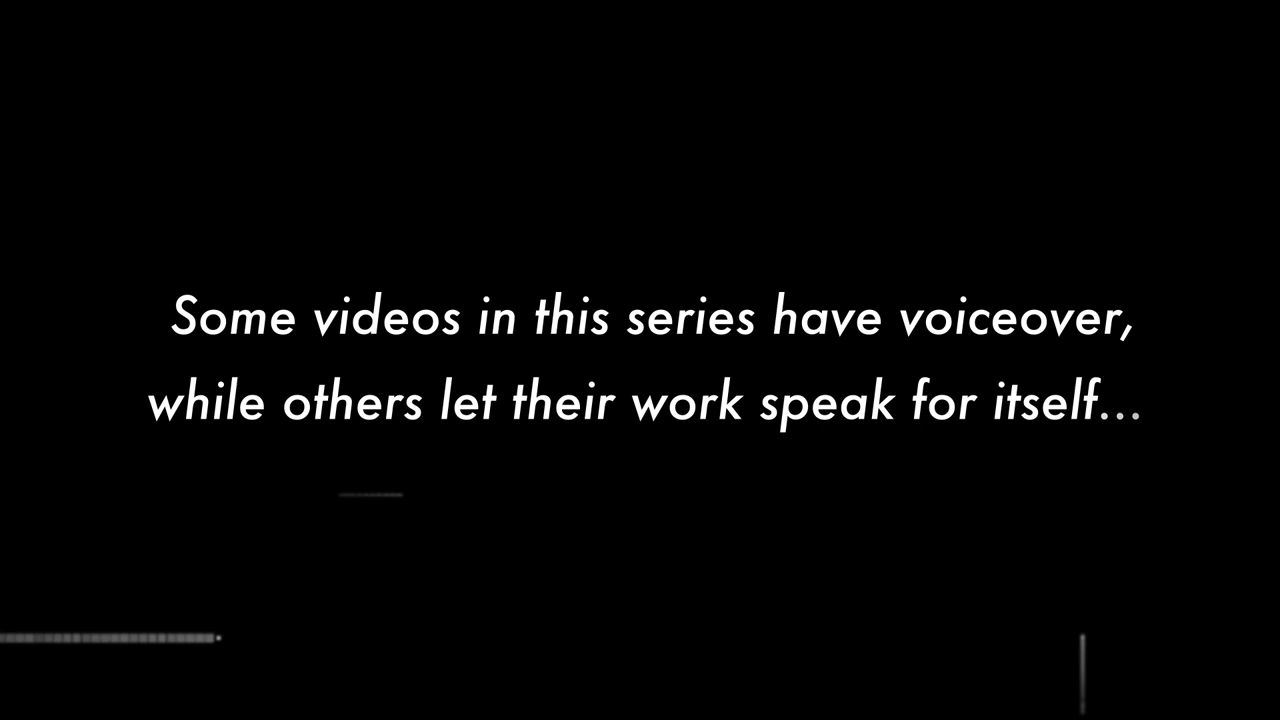 Some videos in this series have voiceover,
while others let their work speak for itself...